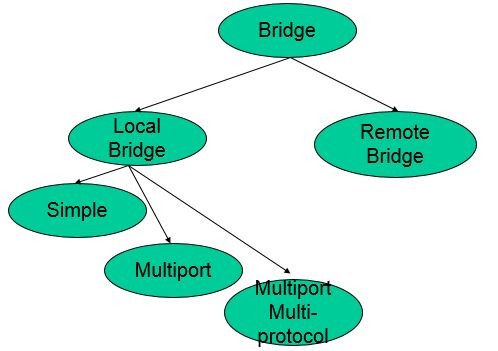 Bridge
Local
Bridge
Remote
Bridge
Simple
Multiport
Multiport
Multi-
protocol